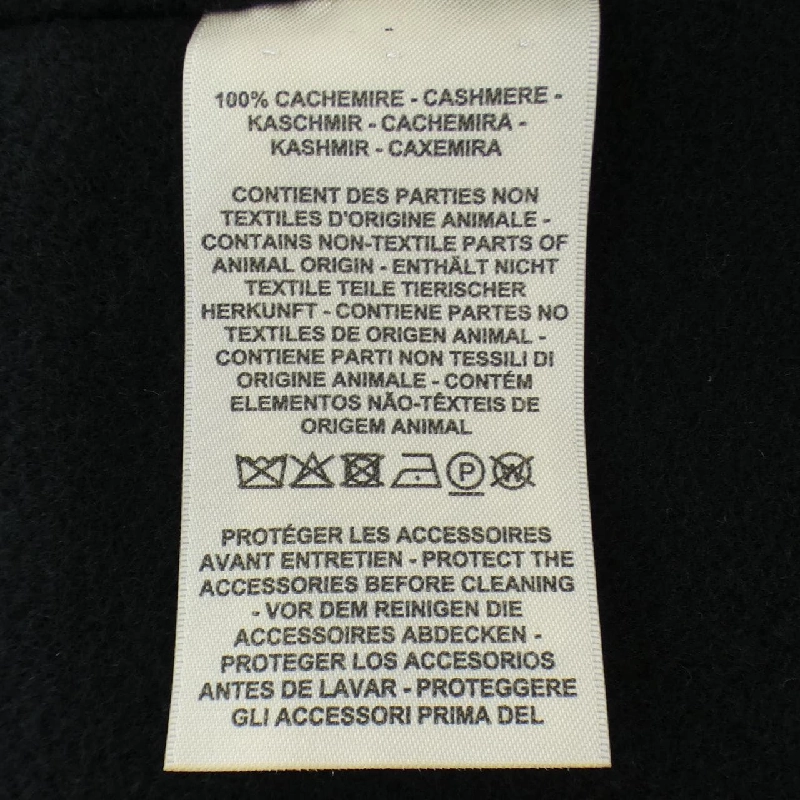 100% CACHEMIRE - CASHMERE -
KASCHMIR - CACHEMIRA -
KASHMIR - CAXEMIRA
CONTIENT DES PARTIES NON
TEXTILES D'ORIGINE ANIMALE -
CONTAINS NON-TEXTILE PARTS OF
ANIMAL ORIGIN - ENTHÄLT NICHT
TEXTILE TEILE TIERISCHER
HERKUNFT - CONTIENE PARTES NO
TEXTILES DE ORIGEN ANIMAL -
CONTIENE PARTI NON TESSILI DI
ORIGINE ANIMALE - CONTÉM
ELEMENTOS NÃO-TÊXTEIS DE
ORIGEM ANIMAL
P W
PROTÉGER LES ACCESSOIRES
AVANT ENTRETIEN - PROTECT THE
ACCESSORIES BEFORE CLEANING
- VOR DEM REINIGEN DIE
ACCESSOIRES ABDECKEN -
PROTEGER LOS ACCESORIOS
ANTES DE LAVAR - PROTEGGERE
GLI ACCESSORI PRIMA DEL